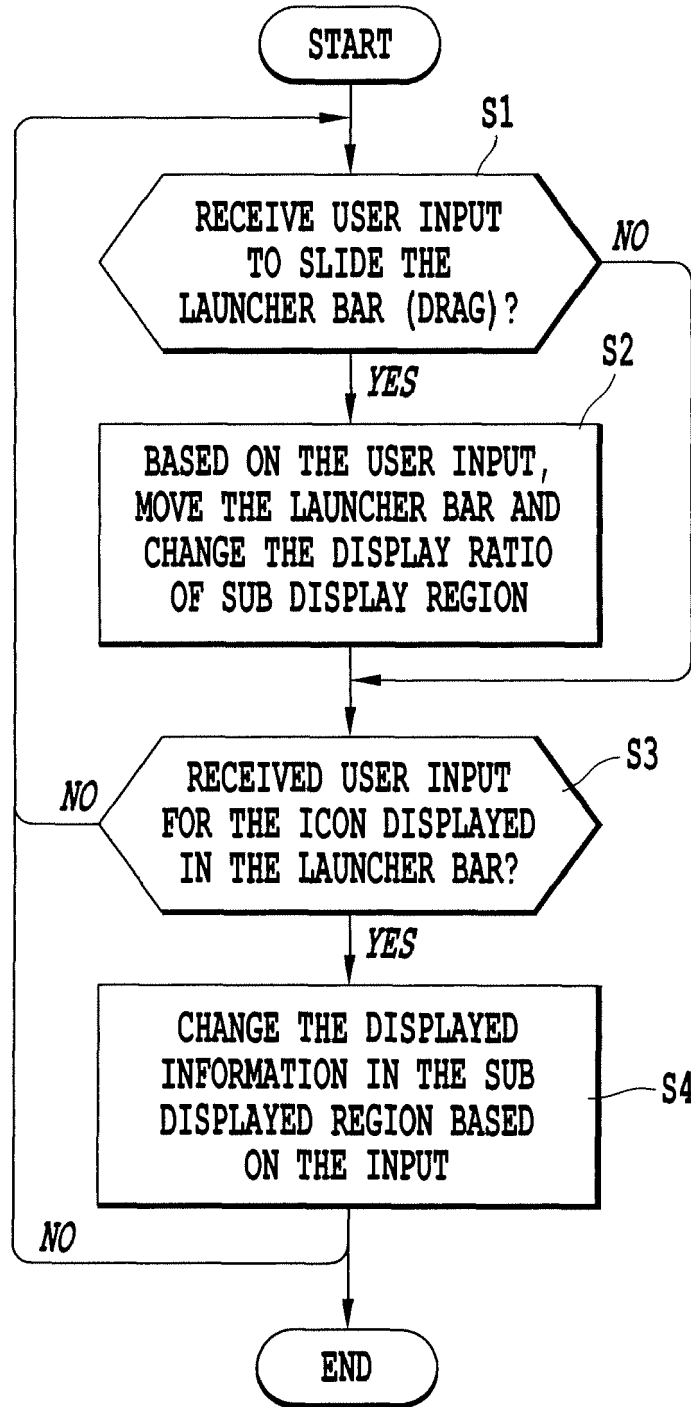 START
S1
RECEIVE USER INPUT
TO SLIDE THE
LAUNCHER BAR (DRAG)?
NO
YES
S2
BASED ON THE USER INPUT,
MOVE THE LAUNCHER BAR AND
CHANGE THE DISPLAY RATIO
OF SUB DISPLAY REGION
S3
RECEIVED USER INPUT
FOR THE ICON DISPLAYED
IN THE LAUNCHER BAR?
NO
YES
CHANGE THE DISPLAYED
INFORMATION IN THE SUB
DISPLAYED REGION BASED
ON THE INPUT
S4
NO
END